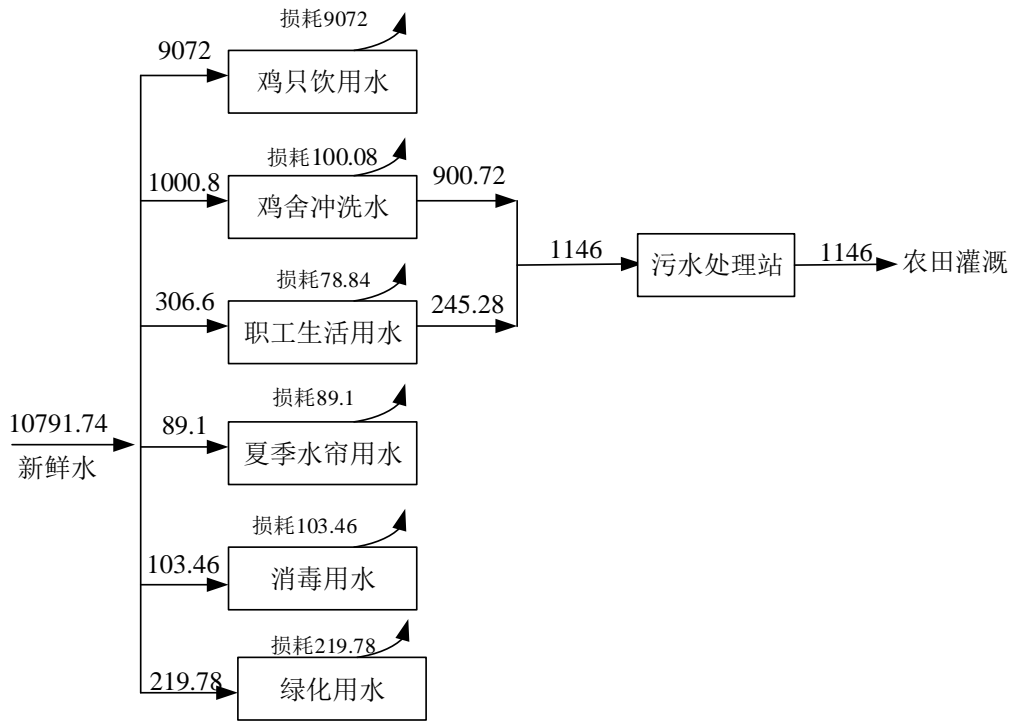 损耗9072
9072
鸡只饮用水
损耗100.08
1000.8
鸡舍冲洗水
900.72
1146
污水处理站
1146
农田灌溉
损耗78.84
306.6
职工生活用水
245.28
10791.74
新鲜水
损耗89.1
89.1
夏季水帘用水
损耗103.46
103.46
消毒用水
损耗219.78
219.78
绿化用水